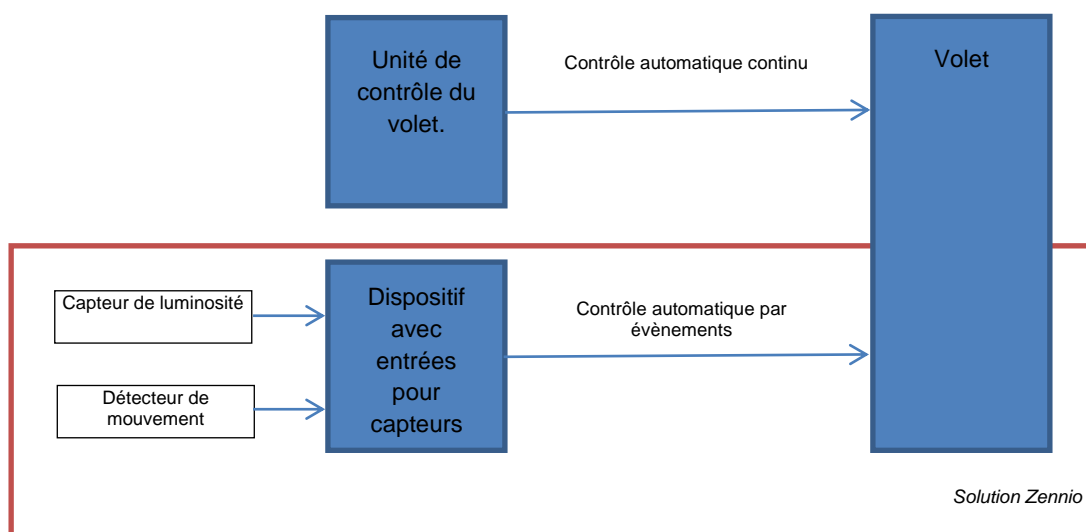 Unité de
contrôle du
volet.
Contrôle automatique continu
Volet
Capteur de luminosité
Détecteur de
mouvement
Dispositif
avec
entrées
pour
capteurs
Contrôle automatique par
évènements
Solution Zennio